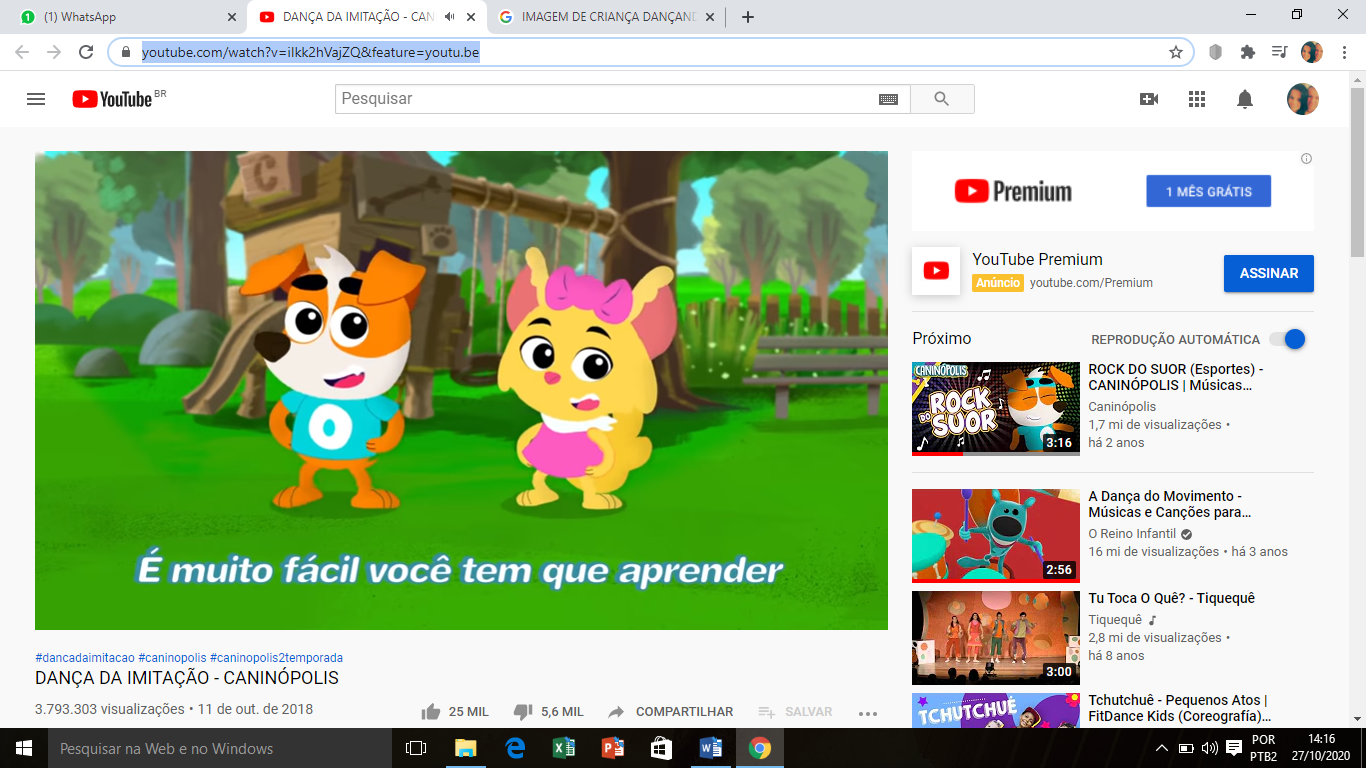 (1) WhatsApp
DANÇA DA IMITAÇÃO - CAN
IMAGEM DE CRIANÇA DANÇAND
youtube.com/watch?v=iIkk2hVajZQ&feature=youtu.be
YouTube BR
Pesquisar
C
O
É muito fácil você tem que aprender
#dancadaimitacao #caninopolis #caninopolis2temporada
DANÇA DA IMITAÇÃO - CANINÓPOLIS
3.793.303 visualizações • 11 de out. de 2018
25 MIL
5,6 MIL
COMPARTILHAR
SALVAR
Premium
1 MÊS GRÁTIS
YouTube Premium
Anúncio youtube.com/Premium
ASSINAR
Próximo
REPRODUÇÃO AUTOMÁTICA
CANINÓPOLIS
ROCK DO SUOR
3:16
ROCK DO SUOR (Esportes) -
CANINÓPOLIS | Músicas…
Caninópolis
1,7 mi de visualizações •
há 2 anos
2:56
A Dança do Movimento -
Músicas e Canções para…
O Reino Infantil
16 mi de visualizações • há 3 anos
3:00
Tu Toca O Quê? - Tiquequê
Tiquequê
2,8 mi de visualizações •
há 8 anos
TCHUTCHUÊ
Tchutchuê - Pequenos Atos |
FitDance Kids (Coreografía)…
Pesquisar na Web e no Windows
POR
PTB2
14:16
27/10/2020